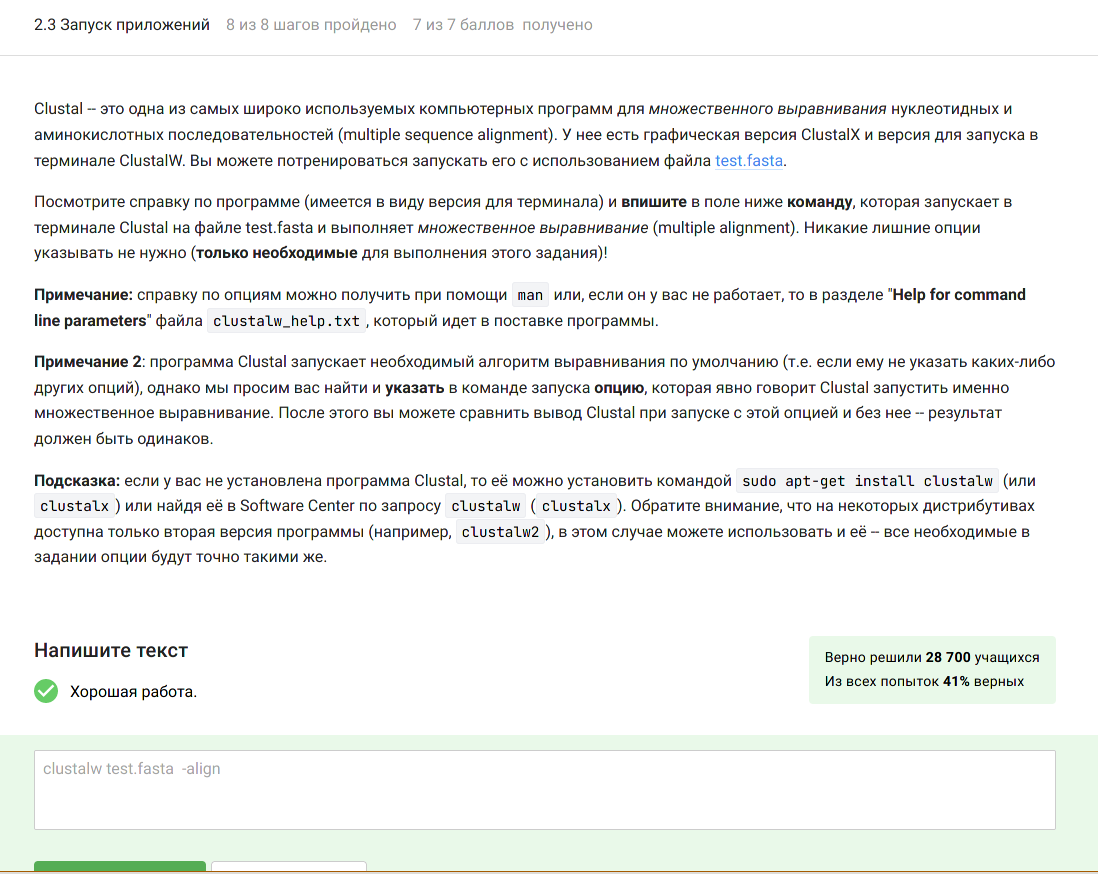 2.3 Запуск приложений 8 из 8 шагов пройдено 7 из 7 баллов получено
Clustal -- это одна из самых широко используемых компьютерных программ для множественного выравнивания нуклеотидных и
аминокислотных последовательностей (multiple sequence alignment). У нее есть графическая версия ClustalX и версия для запуска в
терминале ClustalW. Вы можете потренироваться запускать его с использованием файла test.fasta.
Посмотрите справку по программе (имеется в виду версия для терминала) и впишите в поле ниже команду, которая запускает в
терминале Clustal на файле test.fasta и выполняет множественное выравнивание (multiple alignment). Никакие лишние опции
указывать не нужно (только необходимые для выполнения этого задания)!
Примечание: справку по опциям можно получить при помощи man или, если он у вас не работает, то в разделе "Help for command
line parameters" файла clustalw_help.txt, который идет в поставке программы.
Примечание 2: программа Clustal запускает необходимый алгоритм выравнивания по умолчанию (т.е. если ему не указать каких-либо
других опций), однако мы просим вас найти и указать в команде запуска опцию, которая явно говорит Clustal запустить именно
множественное выравнивание. После этого вы можете сравнить вывод Clustal при запуске с этой опцией и без нее -- результат
должен быть одинаков.
Подсказка: если у вас не установлена программа Clustal, то её можно установить командой sudo apt-get install clustalw (или
clustalx ) или найдя её в Software Center по запросу clustalw ( clustalx ). Обратите внимание, что на некоторых дистрибутивах
доступна только вторая версия программы (например, clustalw2 ), в этом случае можете использовать и её -- все необходимые в
задании опции будут точно такими же.
Напишите текст
Верно решили 28 700 учащихся
Из всех попыток 41% верных
Хорошая работа.
clustalw test.fasta -align